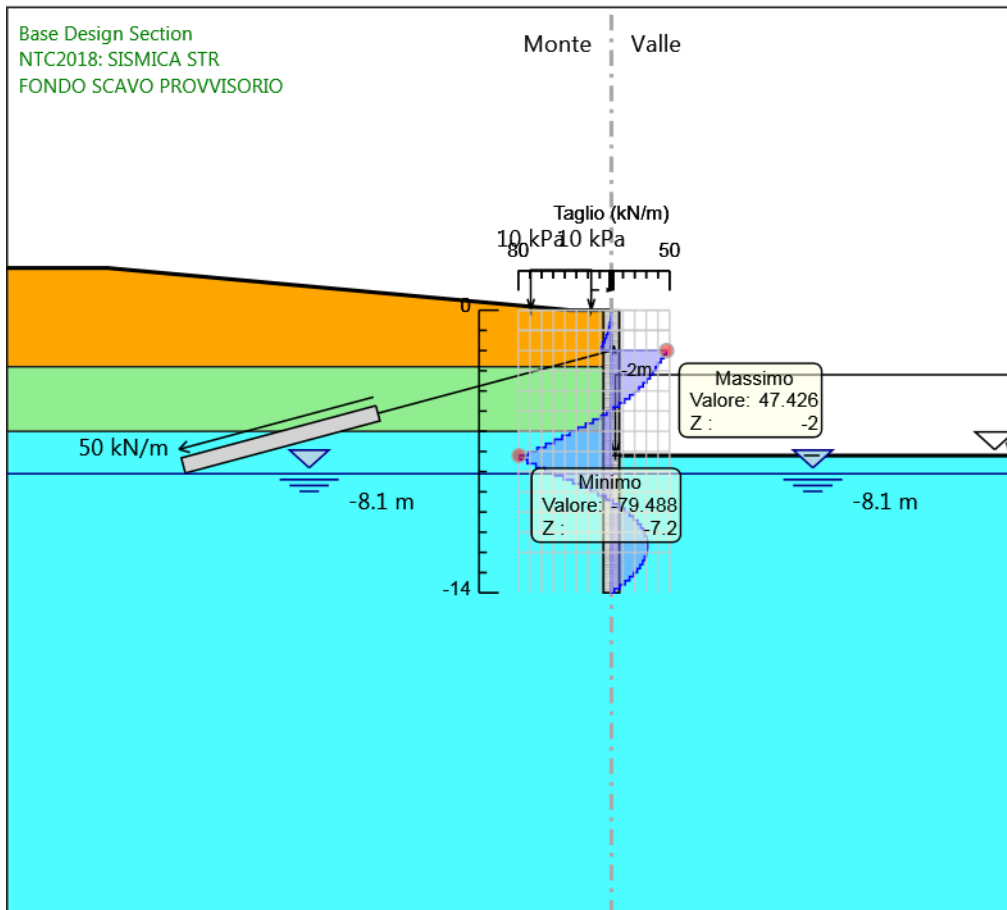 Base Design Section
NTC2018: SISMICA STR
FONDO SCAVO PROVVISORIO
Monte
Valle
Taglio (kN/m)
10 kPa
10 kPa
80
50
0
-2m
Massimo
Valore: 47.426
Z : -2
50 kN/m
-8.1 m
Minimo
Valore: -79.488
Z : -7.2
-8.1 m
-14